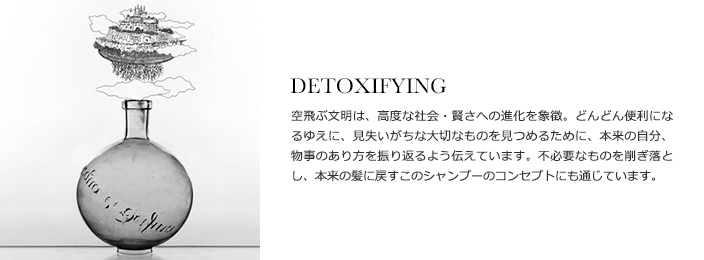 DETOXIFYING
空飛ぶ文明は、高度な社会・賢さへの進化を象徴。どんどん便利にな
るゆえに、見失いがちな大切なものを見つめるために、本来の自分、
物事のあり方を振り返るよう伝えています。不必要なものを削ぎ落と
し、本来の髪に戻すこのシャンプーのコンセプトにも通じています。